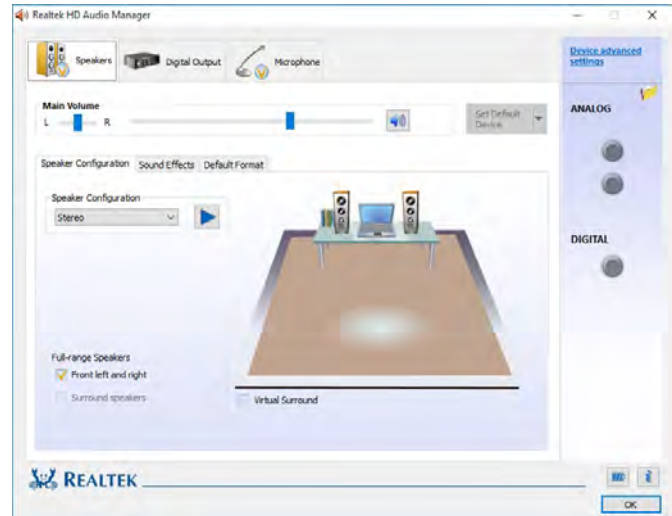 Realtek HD Audio Manager
Speakers
Digital Output
Microphone
Device advanced
settings
Main Volume
L
R
Set Default
Device
ANALOG
Speaker Configuration
Sound Effects
Default Format
Speaker Configuration
Stereo
DIGITAL
Full-range Speakers
Front left and right
Surround speakers
Virtual Surround
REALTEK
i
OK